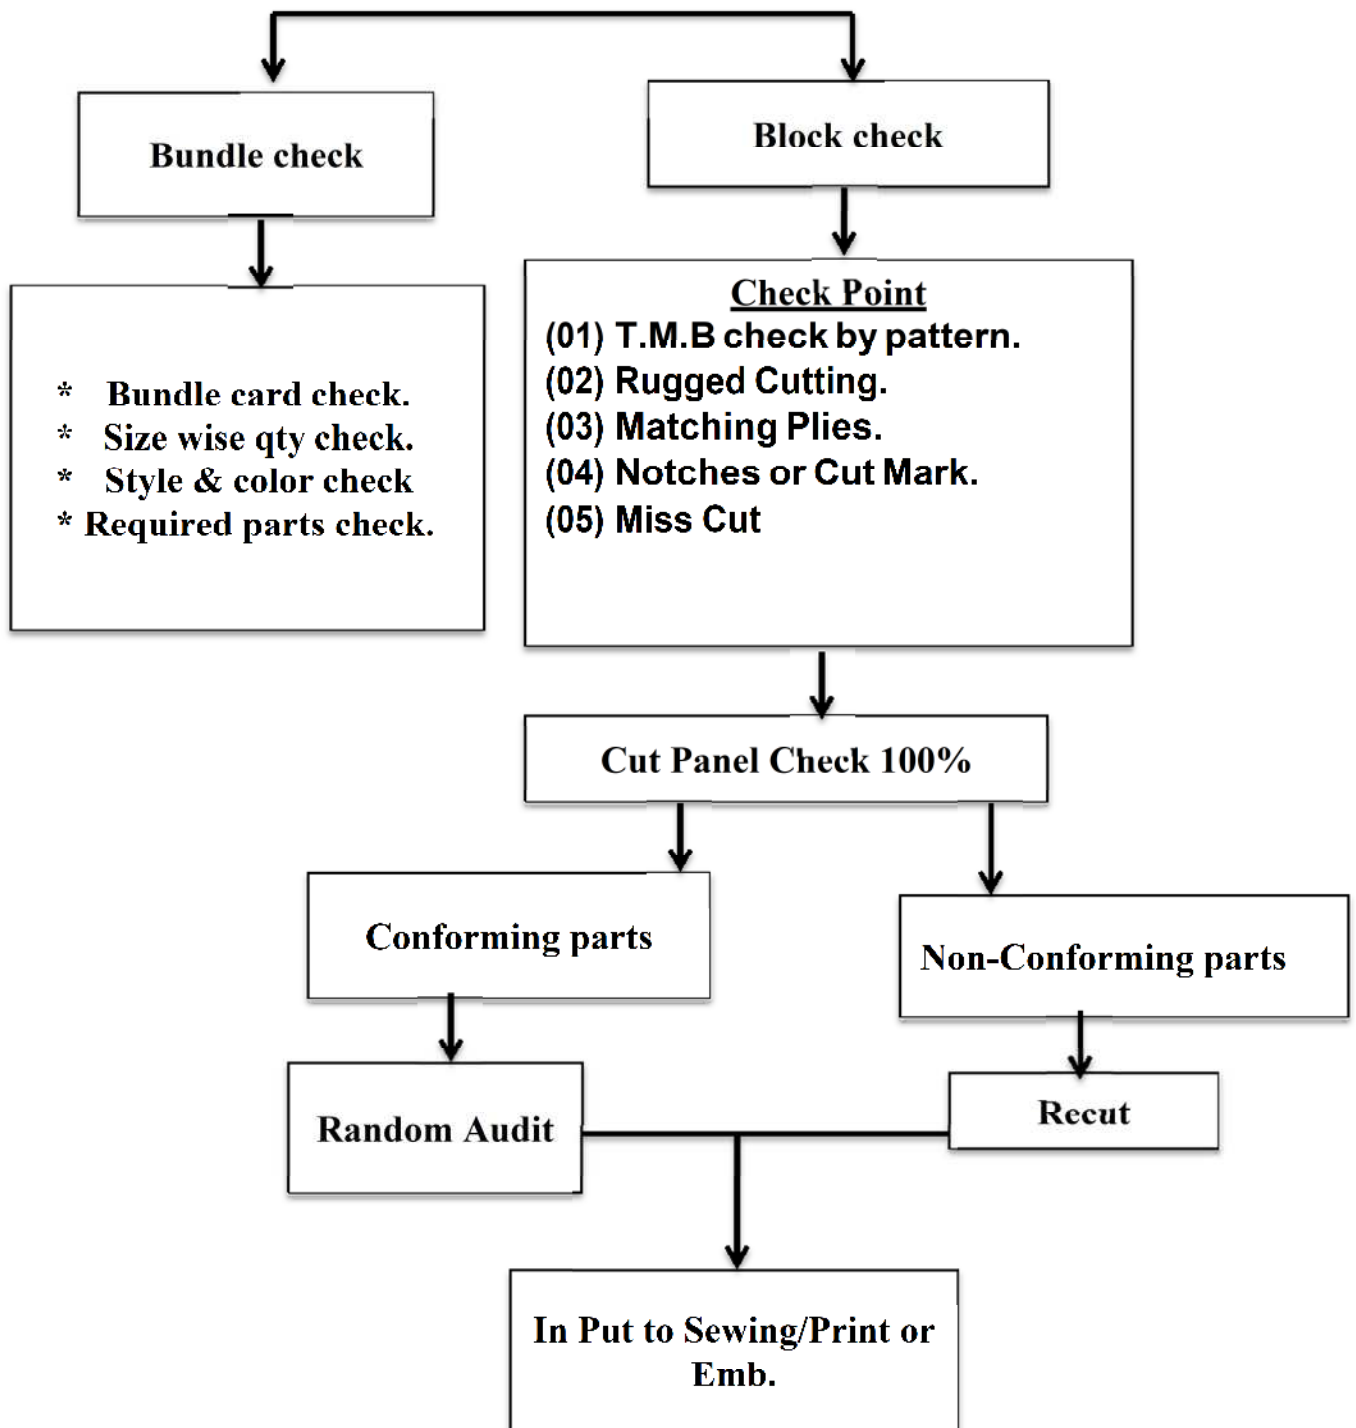 Bundle check
Block check
* Bundle card check.
* Size wise qty check.
* Style & color check
* Required parts check.
Check Point
(01) T.M.B check by pattern.
(02) Rugged Cutting.
(03) Matching Plies.
(04) Notches or Cut Mark.
(05) Miss Cut
Cut Panel Check 100%
Conforming parts
Non-Conforming parts
Random Audit
Recut
In Put to Sewing/Print or
Emb.